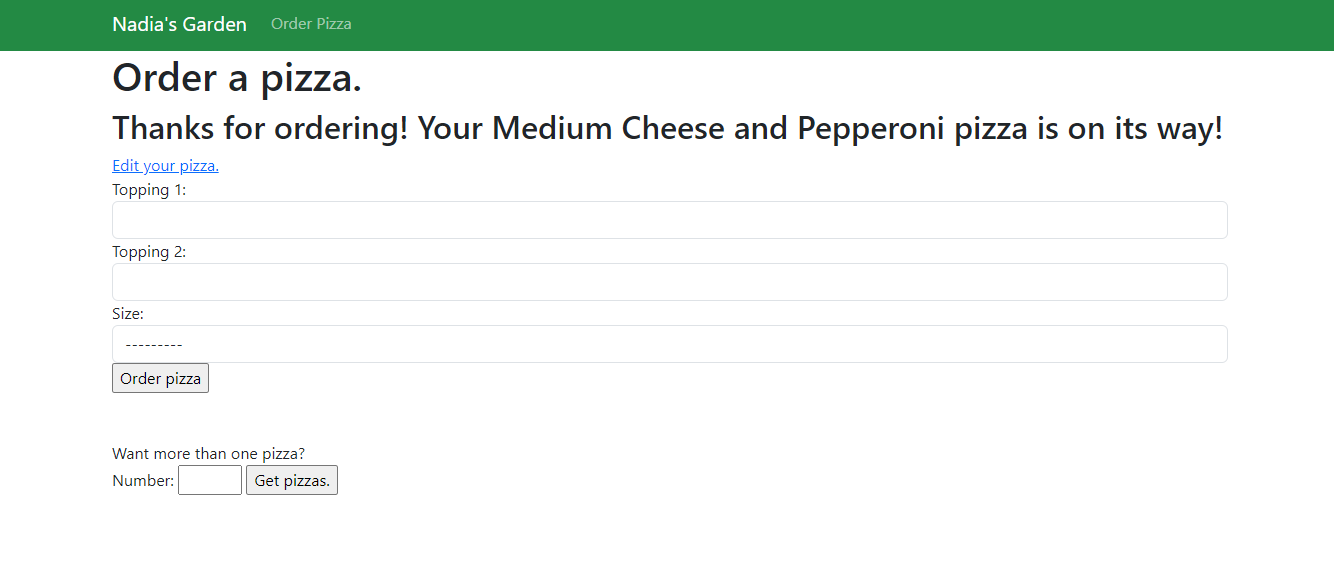 Nadia's Garden Order Pizza
Order a pizza.
Thanks for ordering! Your Medium Cheese and Pepperoni pizza is on its way!
Edit your pizza.
Topping 1:
Topping 2:
Size:
---------
Order pizza
Want more than one pizza?
Number: Get pizzas.